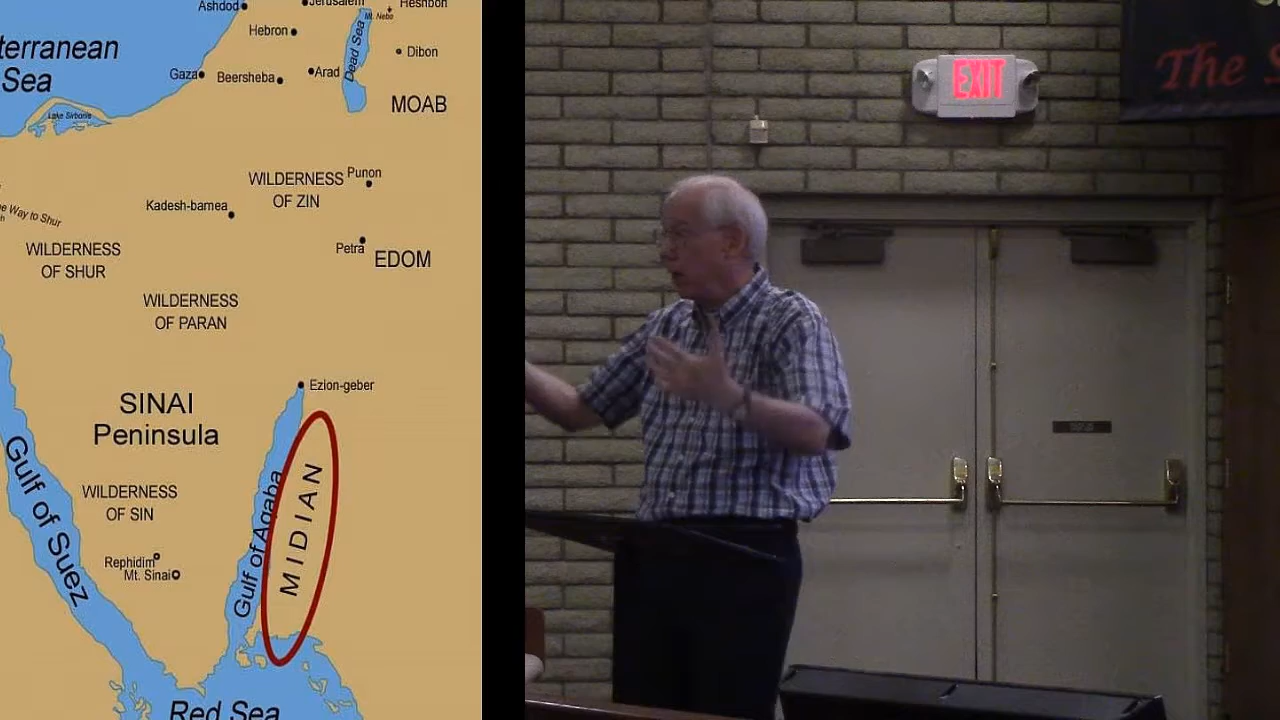 Ashdod
Jerusalem
Mt. Nebo
Heshbon
Hebron
Dead Sea
Dibon
terranean
Sea
Gaza
Beersheba
Arad
MOAB
Lake Sirbonis
WILDERNESS
OF ZIN
Punon
Kadesh-barnea
e Way to Shur
WILDERNESS
OF SHUR
Petra
EDOM
WILDERNESS
OF PARAN
Ezion-geber
SINAI
Peninsula
Gulf of Suez
WILDERNESS
OF SIN
Gulf of Aqaba
MIDIAN
Rephidim
Mt. Sinai
Red Sea
EXIT
The S